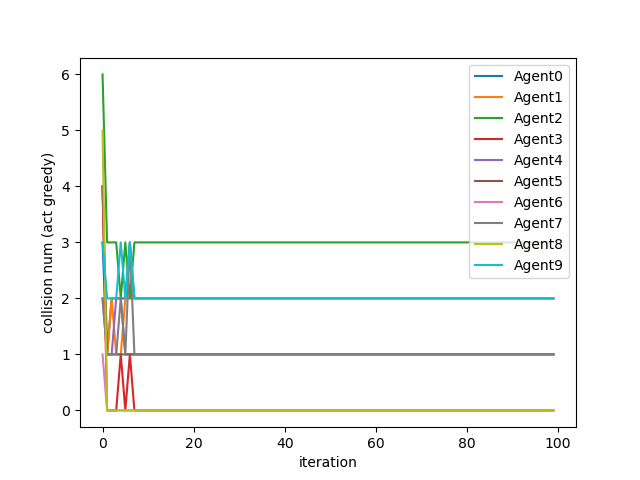 6
5
4
3
2
1
0
collision num (act greedy)
0 20 40 60 80 100
iteration
Agent0
Agent1
Agent2
Agent3
Agent4
Agent5
Agent6
Agent7
Agent8
Agent9